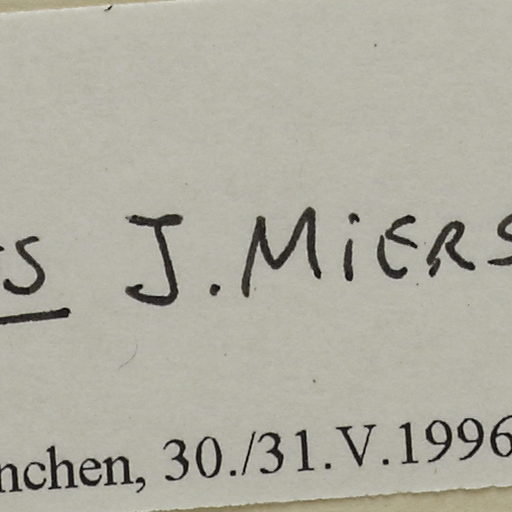 s J. MiERS
nchen, 30./31.V.1996